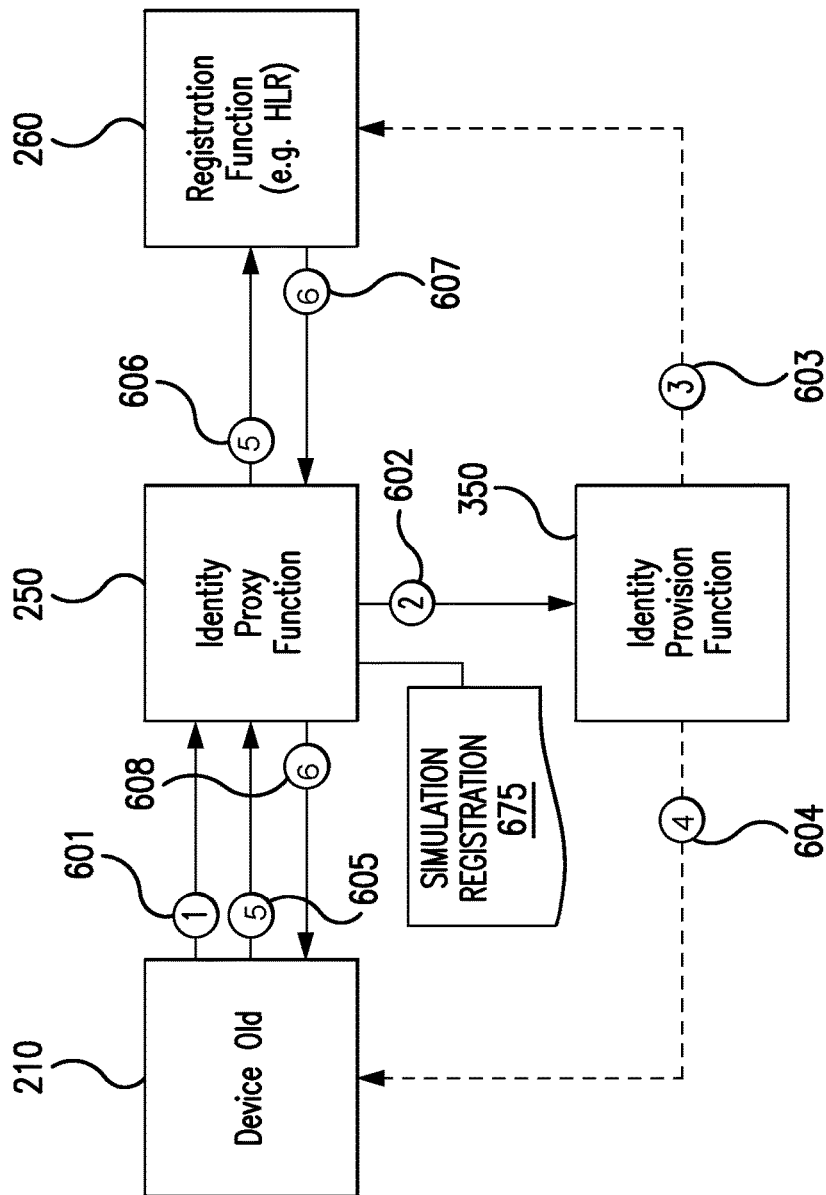 210
Device Old
601
1
605
5
608
6
250
Identity
Proxy
Function
SIMULATION
REGISTRATION
675
602
2
606
5
607
6
260
Registration
Function
(e.g. HLR)
350
Identity
Provision
Function
603
3
604
4